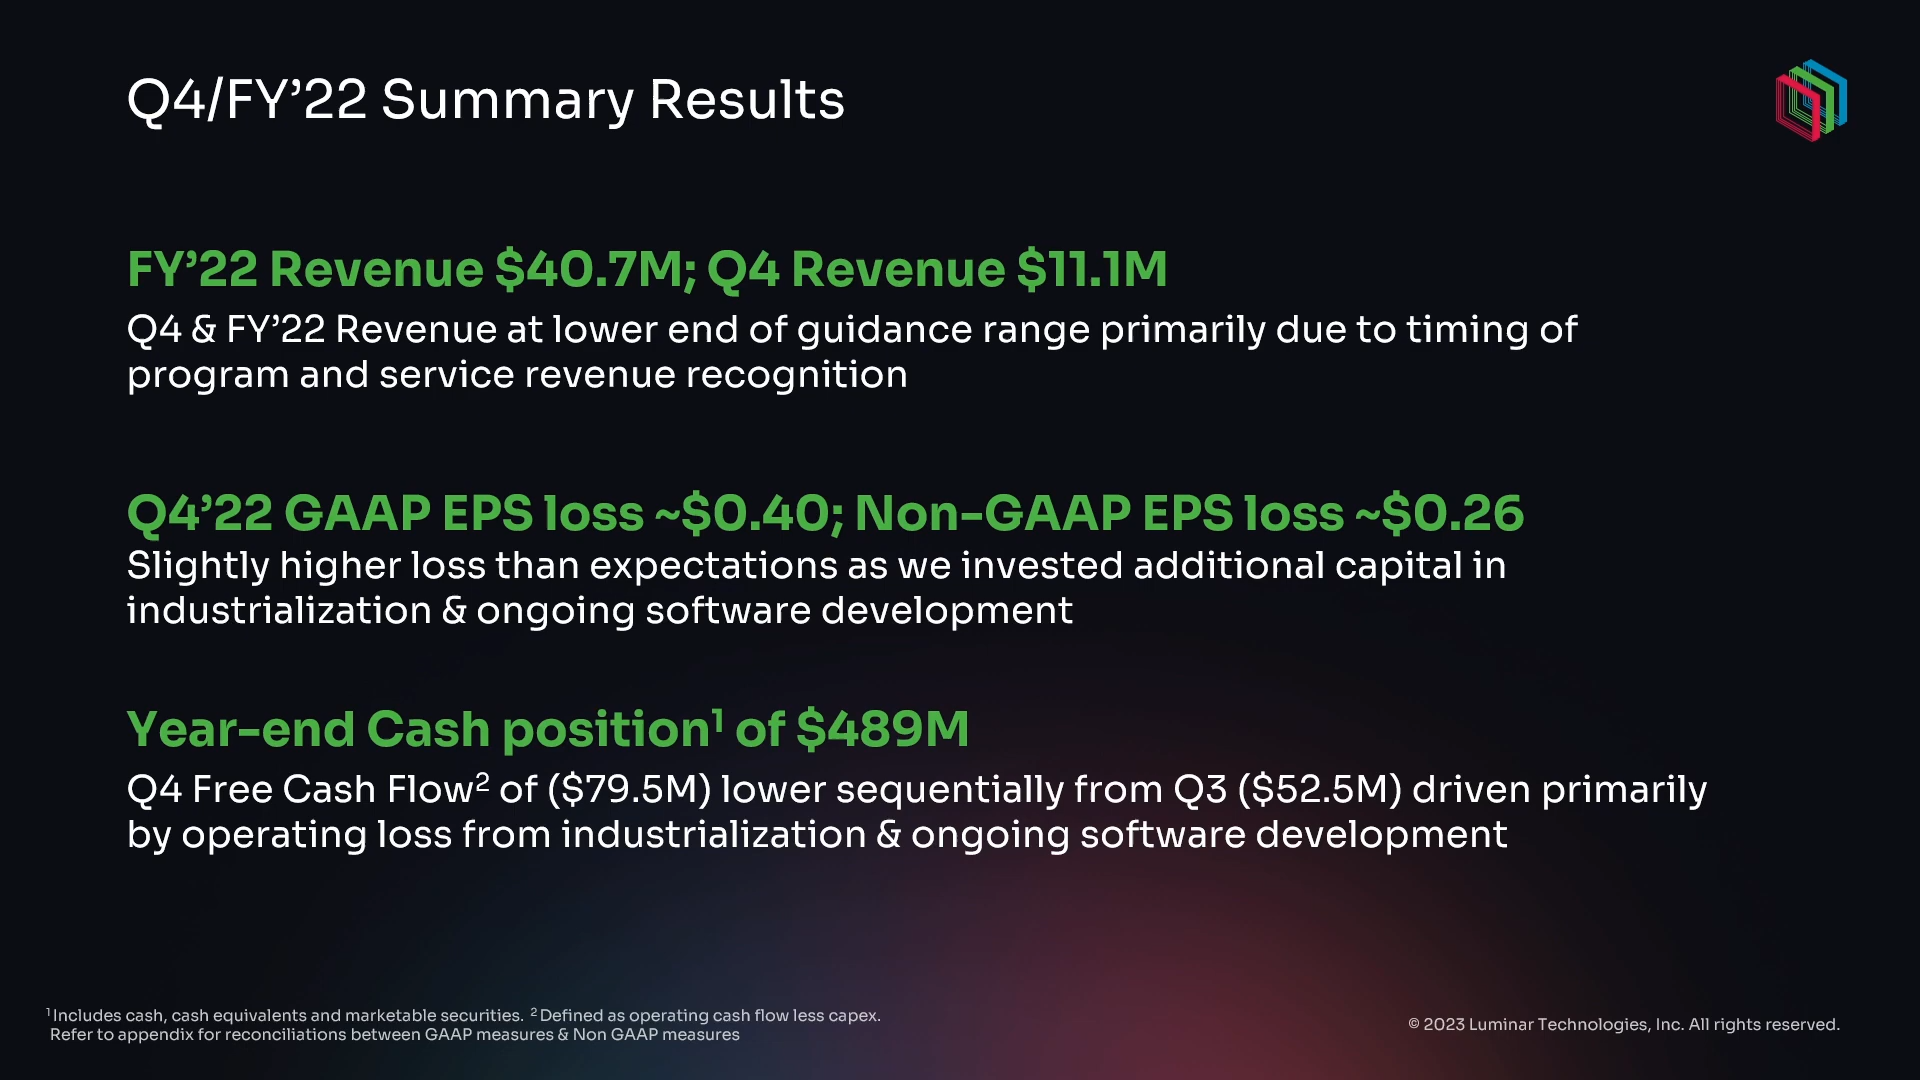 Q4/FY’22 Summary Results
FY’22 Revenue $40.7M; Q4 Revenue $11.1M
Q4 & FY’22 Revenue at lower end of guidance range primarily due to timing of
program and service revenue recognition
Q4’22 GAAP EPS loss ~$0.40; Non-GAAP EPS loss ~$0.26
Slightly higher loss than expectations as we invested additional capital in
industrialization & ongoing software development
Year-end Cash position¹ of $489M
Q4 Free Cash Flow² of ($79.5M) lower sequentially from Q3 ($52.5M) driven primarily
by operating loss from industrialization & ongoing software development
¹ Includes cash, cash equivalents and marketable securities. ² Defined as operating cash flow less capex.
Refer to appendix for reconciliations between GAAP measures & Non GAAP measures
© 2023 Luminar Technologies, Inc. All rights reserved.